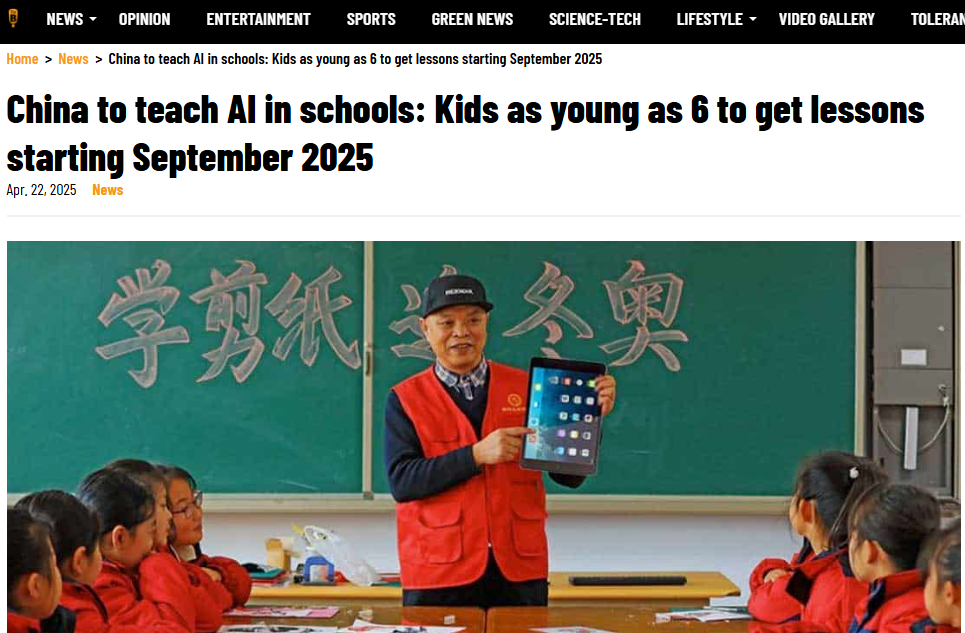 NEWS OPINION ENTERTAINMENT SPORTS GREEN NEWS SCIENCE-TECH LIFESTYLE VIDEO GALLERY TOLERAN
Home > News > China to teach AI in schools: Kids as young as 6 to get lessons starting September 2025
China to teach AI in schools: Kids as young as 6 to get lessons
starting September 2025
Apr. 22, 2025 News
学剪纸 冬奥